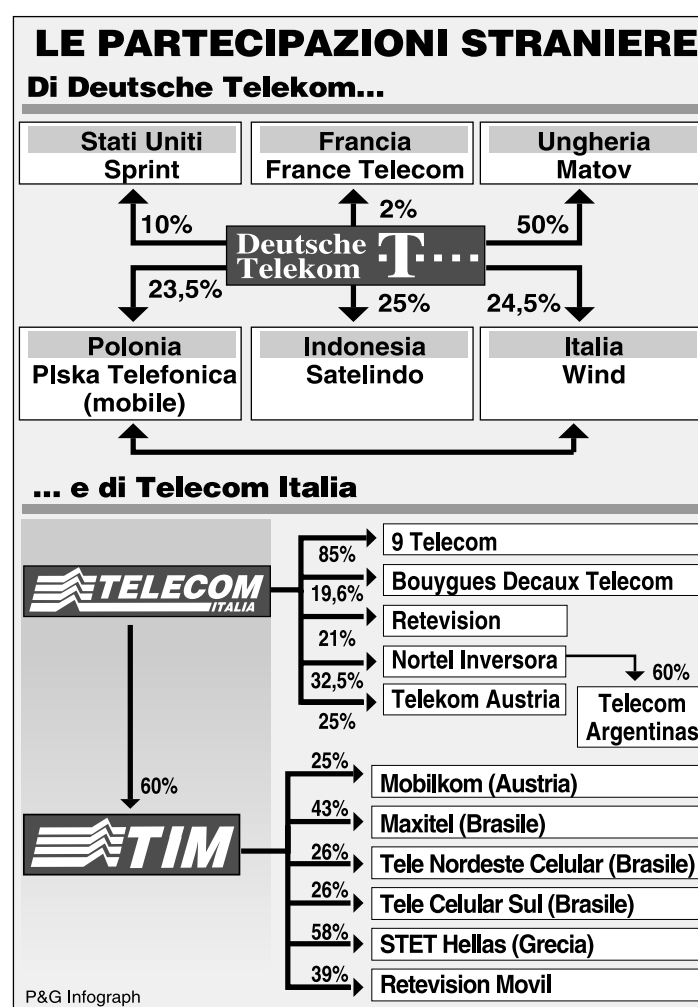 LE PARTECIPAZIONI STRANIERE
Di Deutsche Telekom...
Stati Uniti
Sprint
Francia
France Telecom
Ungheria
Matov
10%
2%
50%
Deutsche
Telekom
T
23,5%
25%
24,5%
Polonia
Plska Telefonica
(mobile)
Indonesia
Satelindo
Italia
Wind
... e di Telecom Italia
TELECOM
ITALIA
85%
9 Telecom
19,6%
Bouygues Decaux Telecom
21%
Retevision
32,5%
Nortel Inversora
60%
Telecom
Argentinas
25%
Telekom Austria
60%
TIM
25%
Mobilkom (Austria)
43%
Maxitel (Brasile)
26%
Tele Nordeste Celular (Brasile)
26%
Tele Celular Sul (Brasile)
58%
STET Hellas (Grecia)
39%
Retevision Movil
P&G Infograph